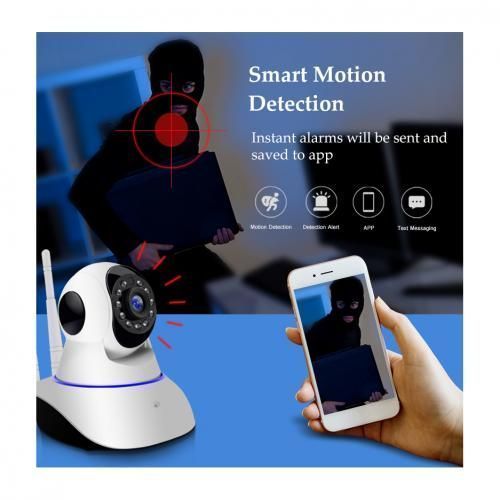 Smart Motion
Detection
Instant alarms will be sent and
saved to app
Motion Detection
Detection Alert
APP
Text Messaging